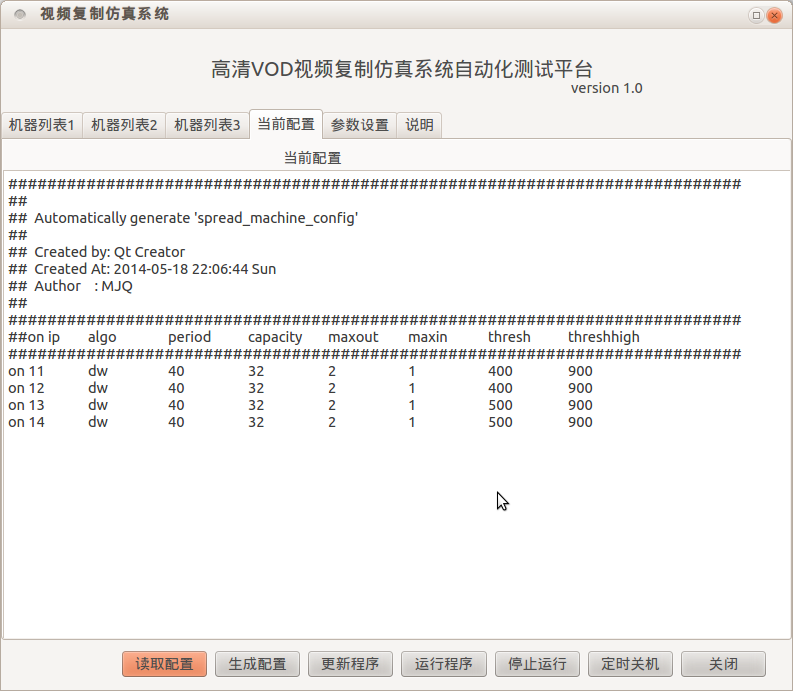 视频复制仿真系统
高清VOD视频复制仿真系统自动化测试平台
version 1.0
机器列表1 机器列表2 机器列表3 当前配置 参数设置 说明
当前配置
###########################################################################
##
## Automatically generate 'spread_machine_config'
##
## Created by: Qt Creator
## Created At: 2014-05-18 22:06:44 Sun
## Author : MJQ
##
###########################################################################
##on ip algo period capacity maxout maxin thresh threshhigh
###########################################################################
on 11 dw 40 32 2 1 400 900
on 12 dw 40 32 2 1 400 900
on 13 dw 40 32 2 1 500 900
on 14 dw 40 32 2 1 500 900
读取配置 生成配置 更新程序 运行程序 停止运行 定时关机 关闭